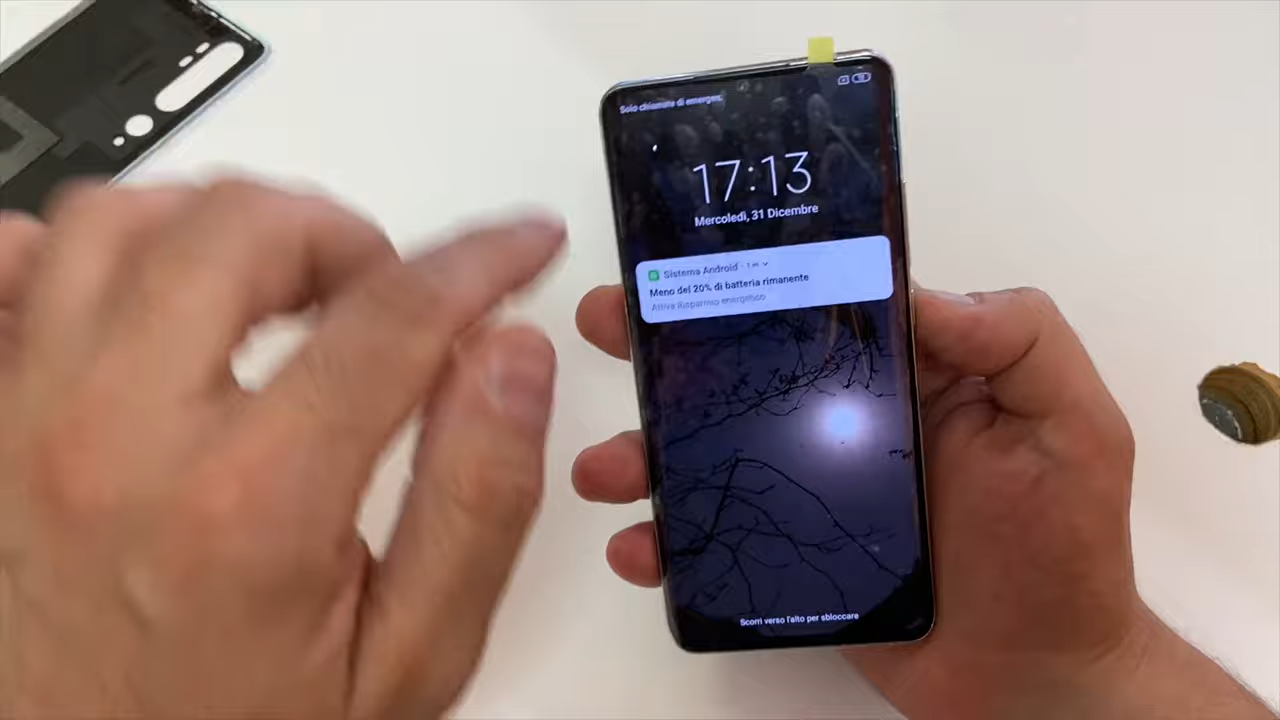 Solo chiamate di emergen.
17:13
Mercoledì, 31 Dicembre
Sistema Android
Meno del 20% di batteria rimanente
Attiva Risparmio energetico
Scorri verso l'alto per sbloccare